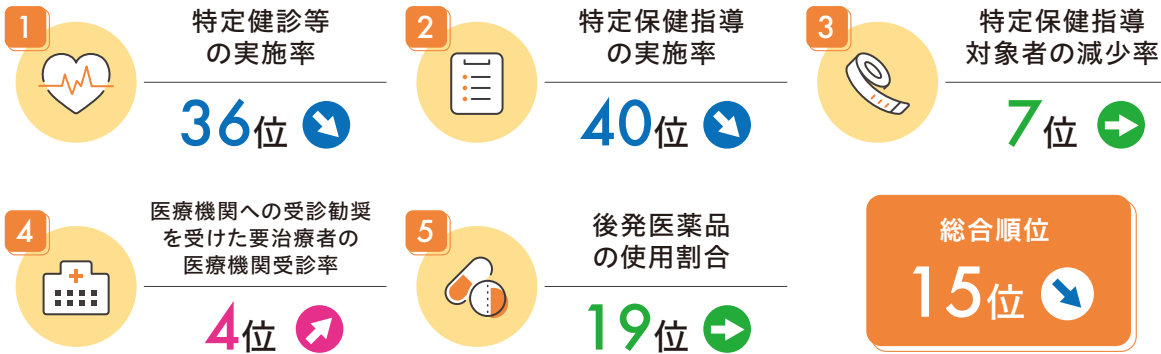 1
特定健診等
の実施率
36位
2
特定保健指導
の実施率
40位
3
特定保健指導
対象者の減少率
7位
4
医療機関への受診勧奨
を受けた要治療者の
医療機関受診率
4位
5
後発医薬品
の使用割合
19位
総合順位
15位